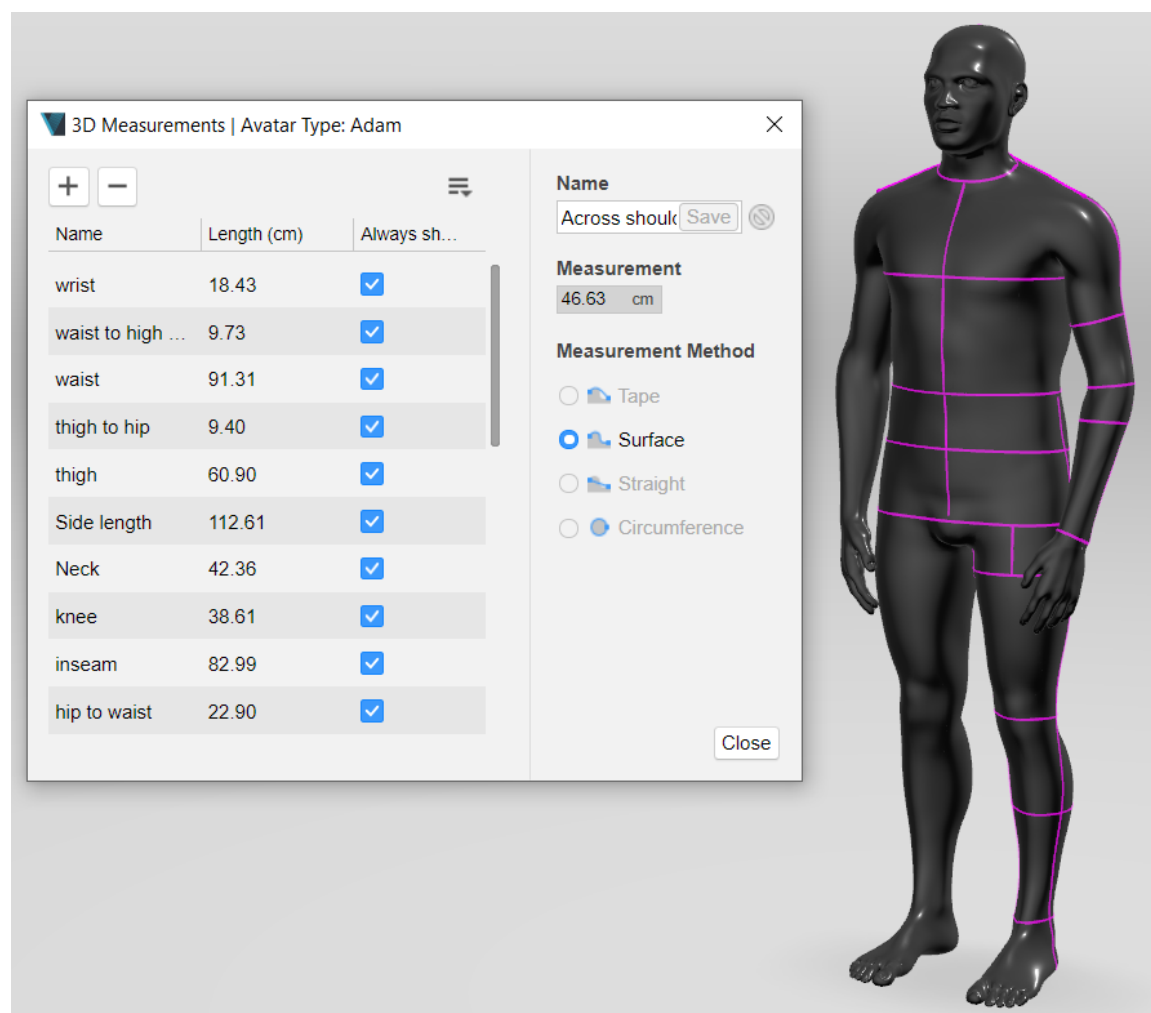 3D Measurements | Avatar Type: Adam
Name Length (cm) Always sh...
wrist 18.43
waist to high ... 9.73
waist 91.31
thigh to hip 9.40
thigh 60.90
Side length 112.61
Neck 42.36
knee 38.61
inseam 82.99
hip to waist 22.90
Name
Across should Save
Measurement
46.63 cm
Measurement Method
Tape
Surface
Straight
Circumference
Close